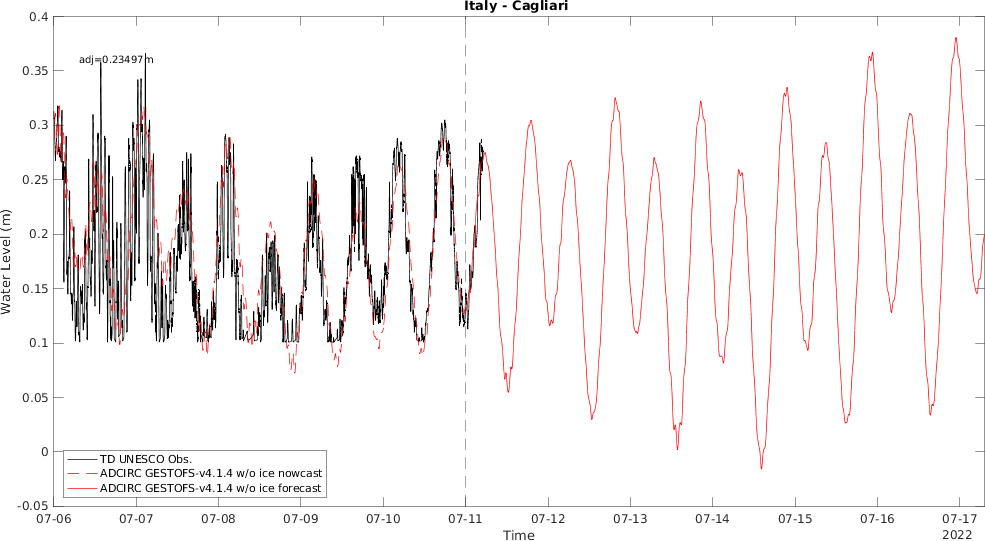 Italy - Cagliari
adj=0.23497m
0.4
0.35
0.3
0.25
0.2
0.15
0.1
0.05
0
-0.05
Water Level (m)
TD UNESCO Obs.
ADCIRC GESTOFS-v4.1.4 w/o ice nowcast
ADCIRC GESTOFS-v4.1.4 w/o ice forecast
07-06 07-07 07-08 07-09 07-10 07-11 07-12 07-13 07-14 07-15 07-16 07-17
Time
2022